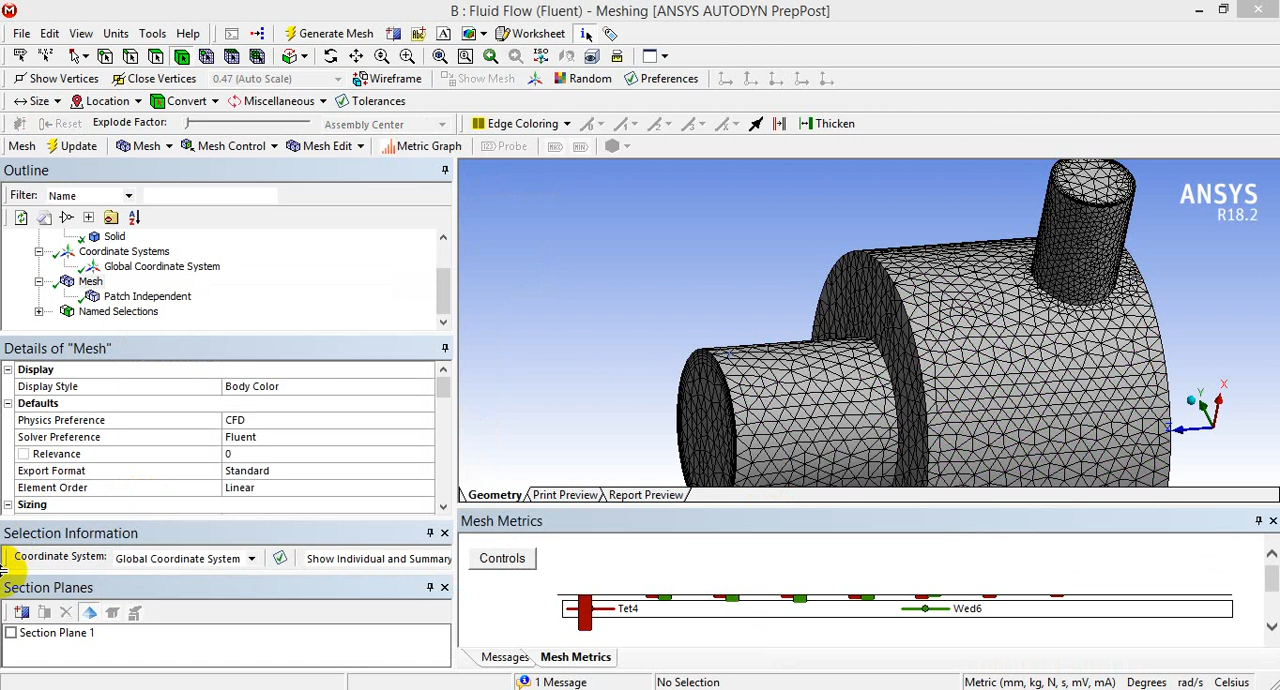 B : Fluid Flow (Fluent) - Meshing [ANSYS AUTODYN PrepPost]
File Edit View Units Tools Help Generate Mesh A Worksheet
Show Vertices Close Vertices 0.47 (Auto Scale) Wireframe Show Mesh Random Preferences
Size Location Convert Miscellaneous Tolerances
Reset Explode Factor: Assembly Center Edge Coloring Thicken
Mesh Update Mesh Mesh Control Mesh Edit Metric Graph Probe
Outline
Filter: Name
Solid
Coordinate Systems
Global Coordinate System
Mesh
Patch Independent
Named Selections
Details of "Mesh"
Display
Display Style Body Color
Defaults
Physics Preference CFD
Solver Preference Fluent
Relevance 0
Export Format Standard
Element Order Linear
Sizing
Selection Information
Coordinate System: Global Coordinate System Show Individual and Summary
Section Planes
Section Plane 1
ANSYS
R18.2
X
Y
Z
Geometry Print Preview Report Preview
Mesh Metrics
Controls
Tet4 Wed6
Messages Mesh Metrics
1 Message No Selection Metric (mm, kg, N, s, mV, mA) Degrees rad/s Celsius